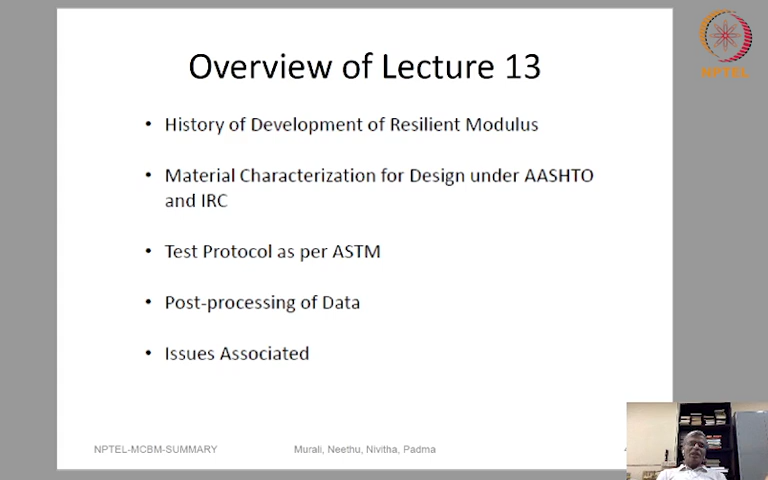 NPTEL
Overview of Lecture 13
• History of Development of Resilient Modulus
• Material Characterization for Design under AASHTO
and IRC
• Test Protocol as per ASTM
• Post-processing of Data
• Issues Associated
NPTEL-MCBM-SUMMARY
Murali, Neethu, Nivitha, Padma